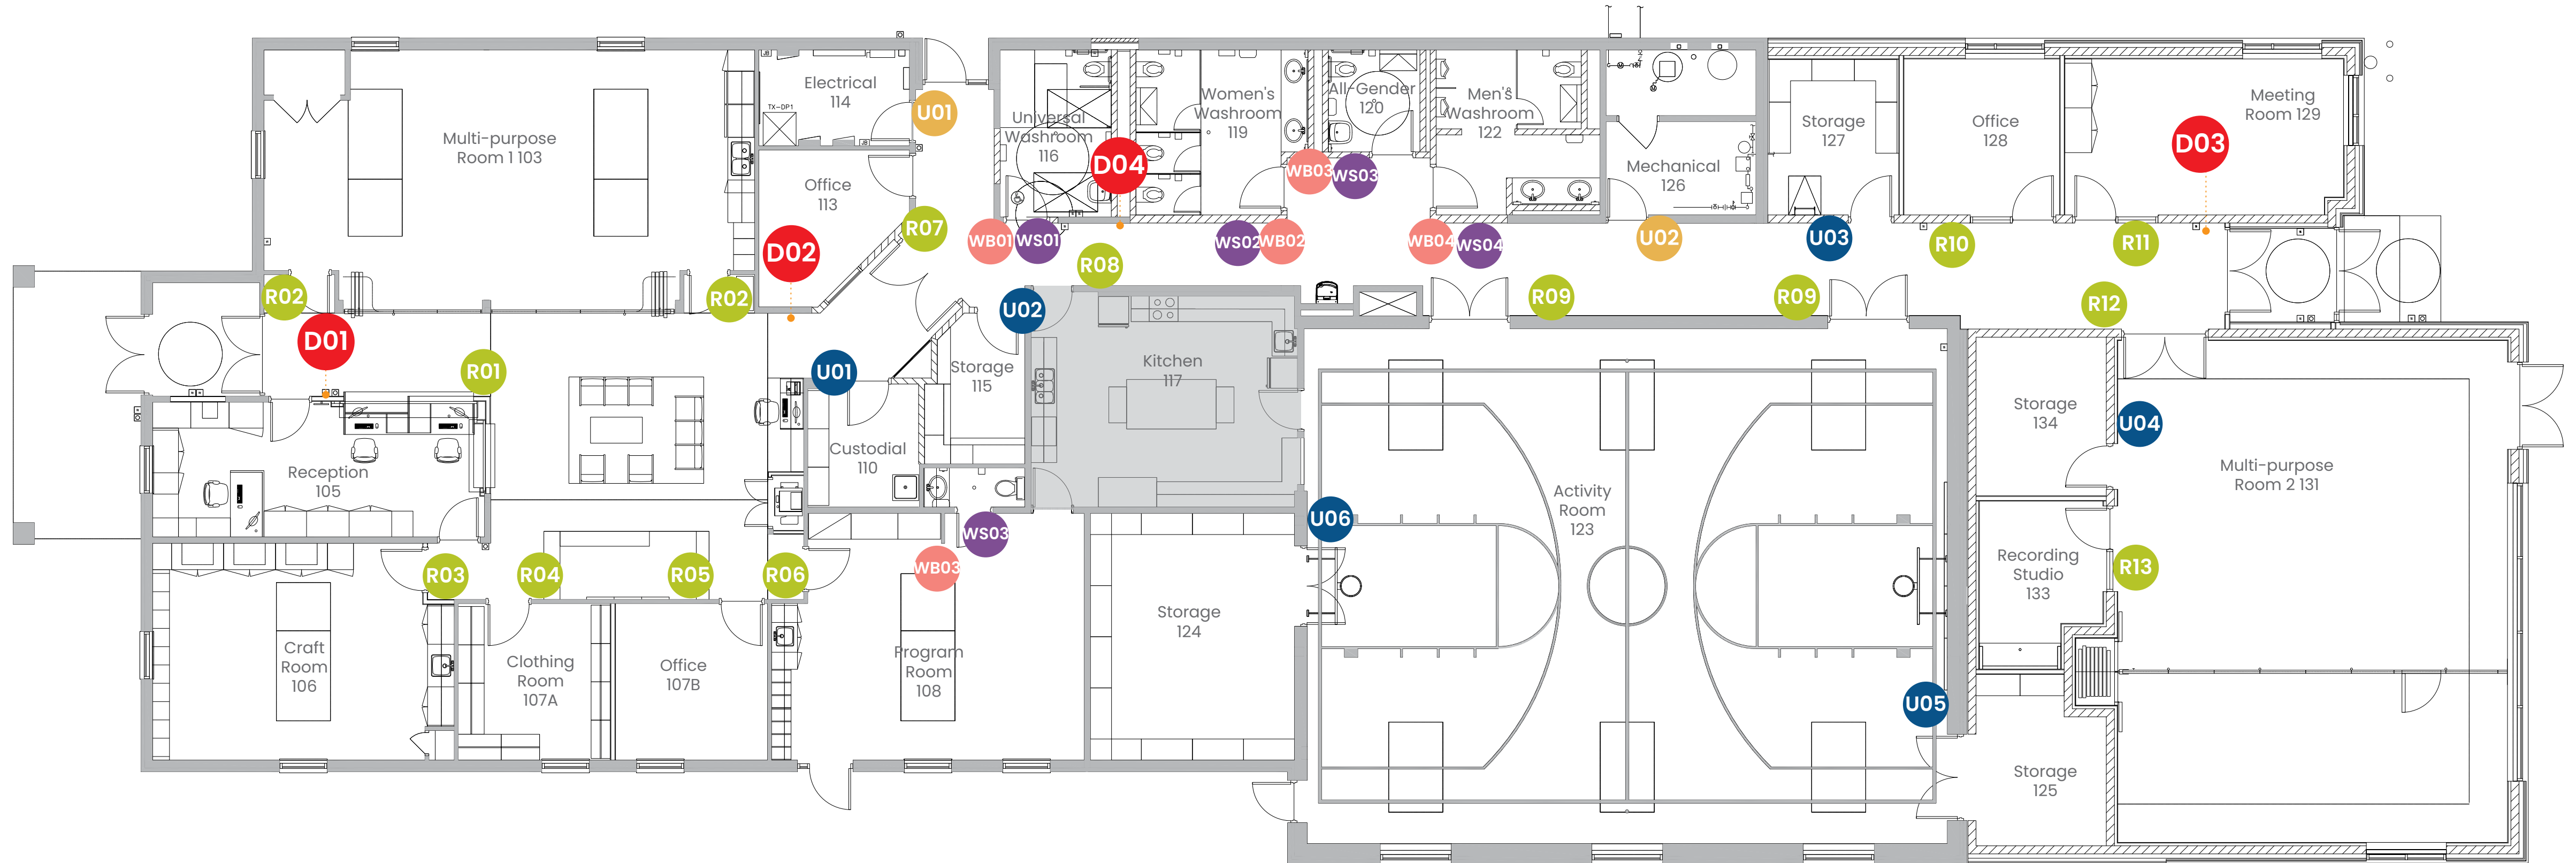 Electrical
114
TX-DP1
U01
Multi-purpose
Room 1 103
Office
113
D02
R07
Universal
Washroom
116
D04
Women's
Washroom
119
All-Gender
120
Men's
Washroom
122
WB03
WS03
Mechanical
126
Storage
127
Office
128
Meeting
Room 129
D03
WB01
WS01
WS02
WB02
WB04
WS04
U02
U03
R10
R11
R08
R02
R02
D01
R01
U02
R09
R09
R12
U01
Storage
115
Kitchen
117
Custodial
110
Reception
105
Storage
134
U04
Multi-purpose
Room 2 131
Activity
Room
123
U06
WS03
WB03
R03
R04
R05
R06
Recording
Studio
133
R13
Storage
124
Craft
Room
106
Clothing
Room
107A
Office
107B
Program
Room
108
U05
Storage
125